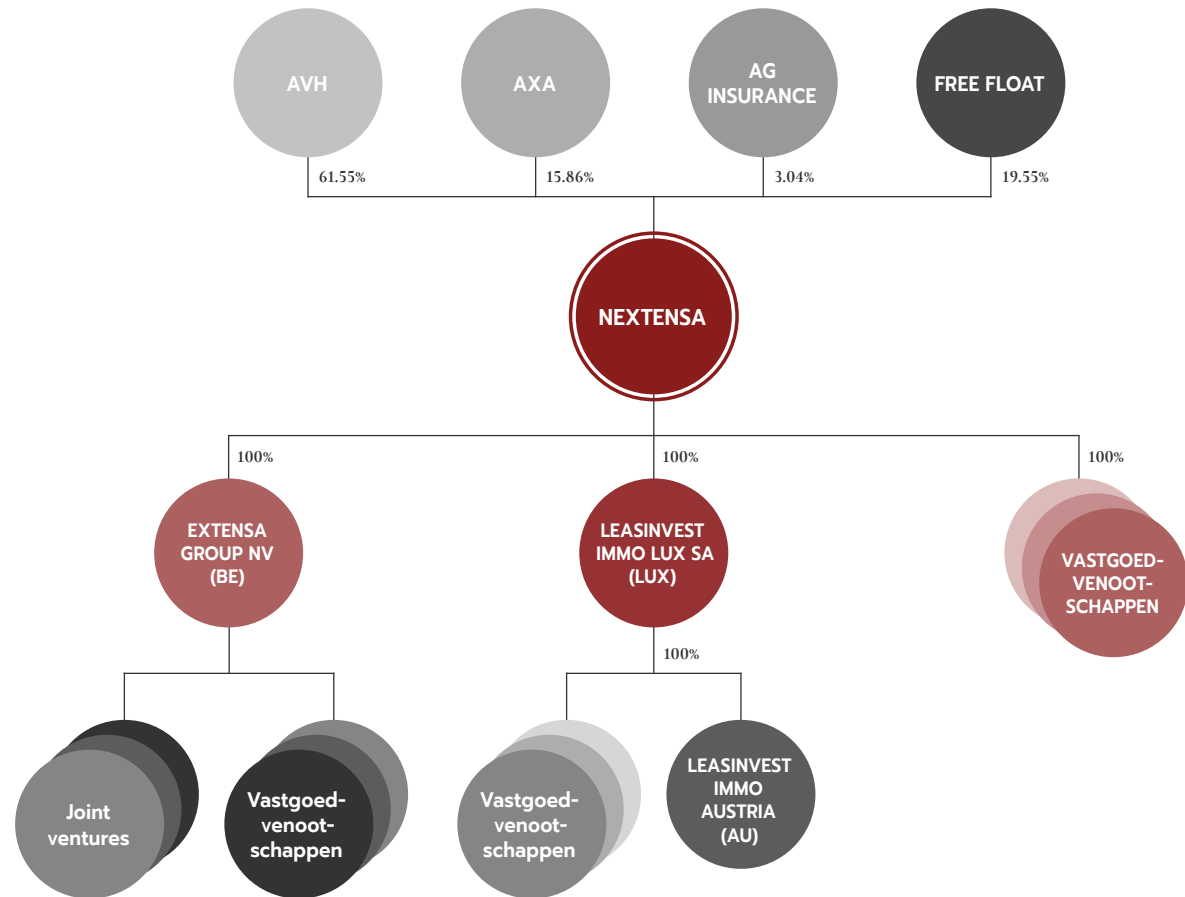 AVH
AXA
AG
INSURANCE
FREE FLOAT
61.55%
15.86%
3.04%
19.55%
NEXTENSA
100%
100%
100%
EXTENSA
GROUP NV
(BE)
LEASINVEST
IMMO LUX SA
(LUX)
VASTGOED-
VENOOT-
SCHAPPEN
100%
Joint
ventures
Vastgoed-
venoot-
schappen
Vastgoed-
venoot-
schappen
LEASINVEST
IMMO
AUSTRIA
(AU)